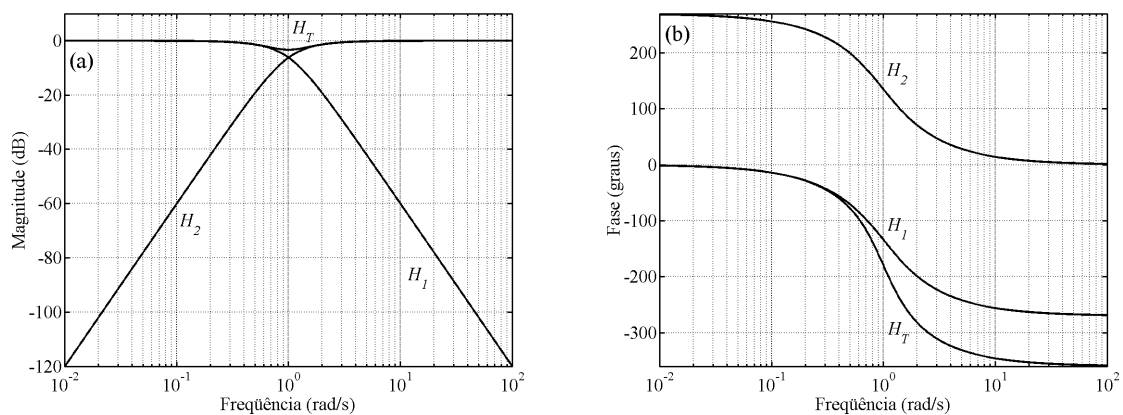 (a)
H_T
H_2
H_1
0
-20
-40
-60
-80
-100
-120
Magnitude (dB)
10^-2
10^-1
10^0
10^1
10^2
Freqüência (rad/s)
(b)
H_2
H_1
H_T
200
100
0
-100
-200
-300
Fase (graus)
10^-2
10^-1
10^0
10^1
10^2
Freqüência (rad/s)